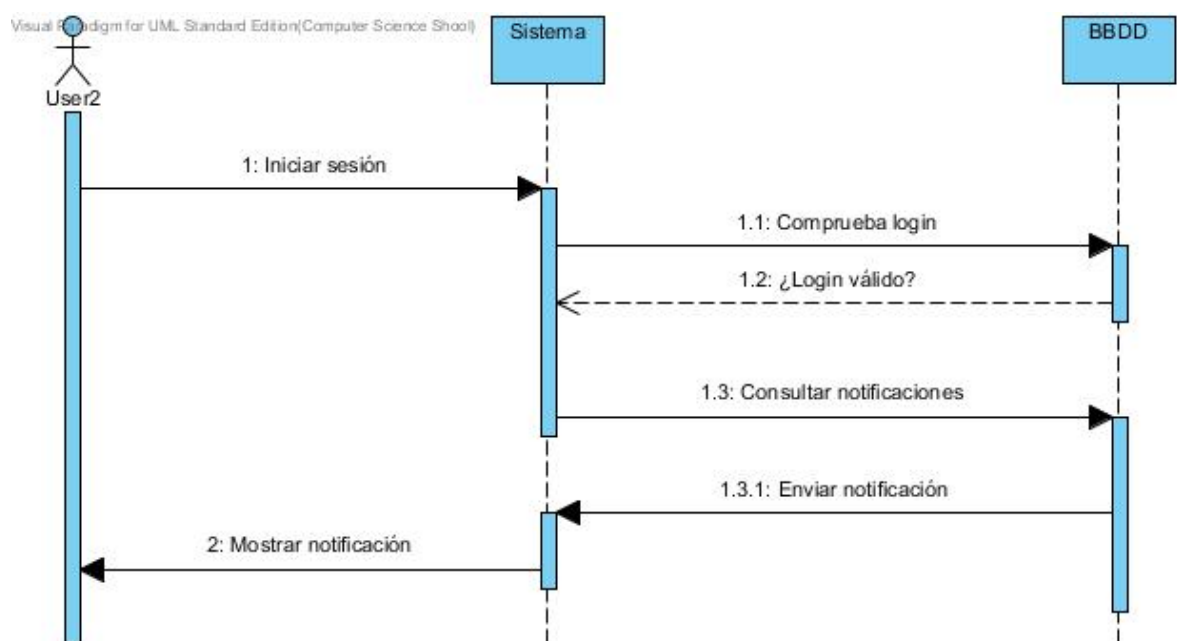 Visual Paradigm for UML Standard Edition(Computer Science Shool)
Sistema
BBDD
User2
1: Iniciar sesión
1.1: Comprueba login
1.2: ¿Login válido?
1.3: Consultar notificaciones
1.3.1: Enviar notificación
2: Mostrar notificación